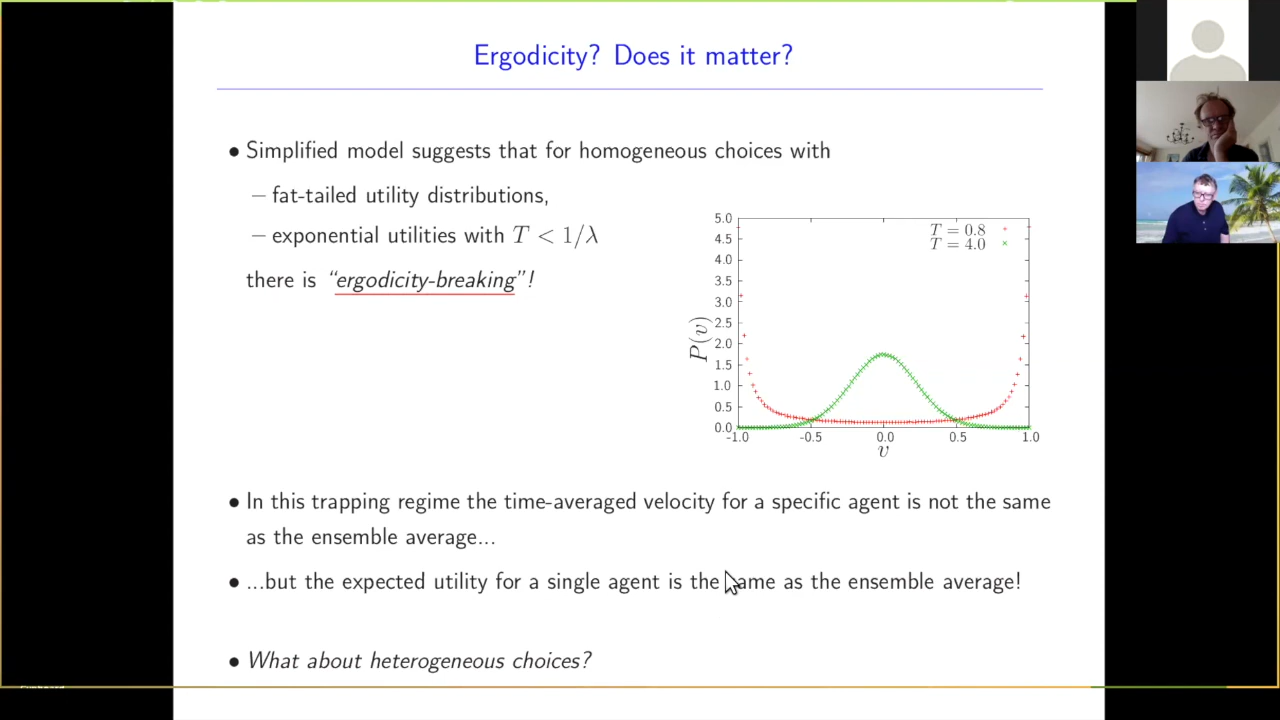 Ergodicity? Does it matter?
• Simplified model suggests that for homogeneous choices with
– fat-tailed utility distributions,
– exponential utilities with T < 1/λ
there is "ergodicity-breaking"!
T = 0.8
T = 4.0
5.0
4.5
4.0
3.5
3.0
2.5
2.0
1.5
1.0
0.5
0.0
P(v)
-1.0 -0.5 0.0 0.5 1.0
v
• In this trapping regime the time-averaged velocity for a specific agent is not the same
as the ensemble average...
• ...but the expected utility for a single agent is the same as the ensemble average!
• What about heterogeneous choices?